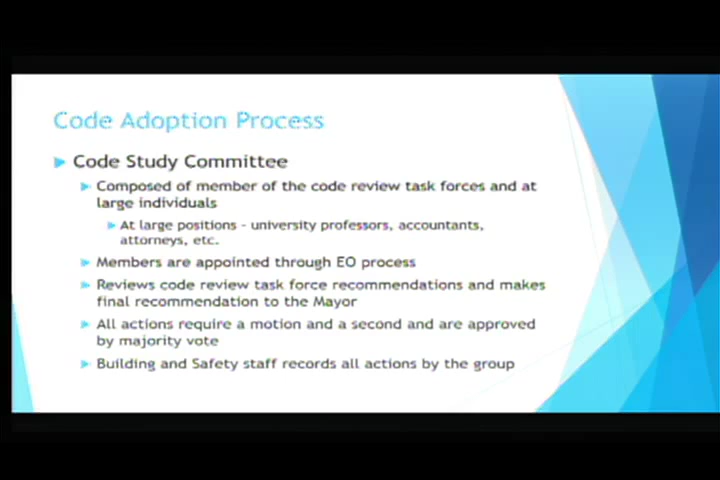 Code Adoption Process
Code Study Committee
Composed of member of the code review task forces and at
large individuals
At large positions - university professors, accountants,
attorneys, etc.
Members are appointed through EO process
Reviews code review task force recommendations and makes
final recommendation to the Mayor
All actions require a motion and a second and are approved
by majority vote
Building and Safety staff records all actions by the group